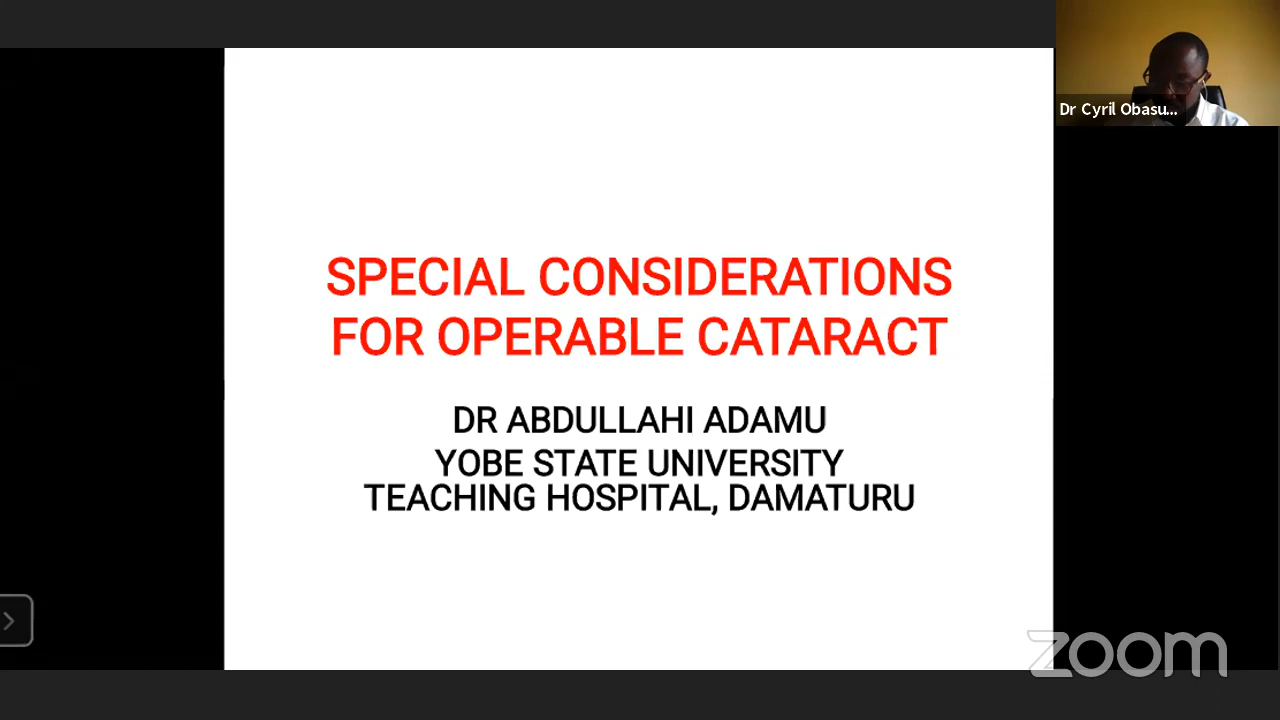 Dr Cyril Obasu...
SPECIAL CONSIDERATIONS
FOR OPERABLE CATARACT
DR ABDULLAHI ADAMU
YOBE STATE UNIVERSITY
TEACHING HOSPITAL, DAMATURU
zoom